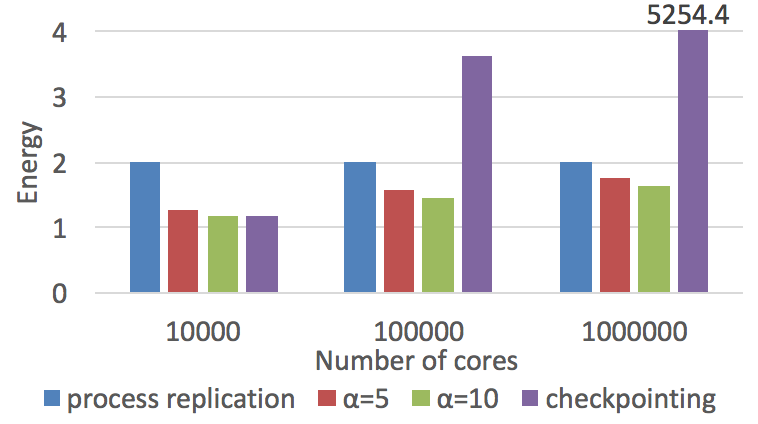 5254.4
4
3
2
1
0
Energy
10000 100000 1000000
Number of cores
process replication α=5 α=10 checkpointing